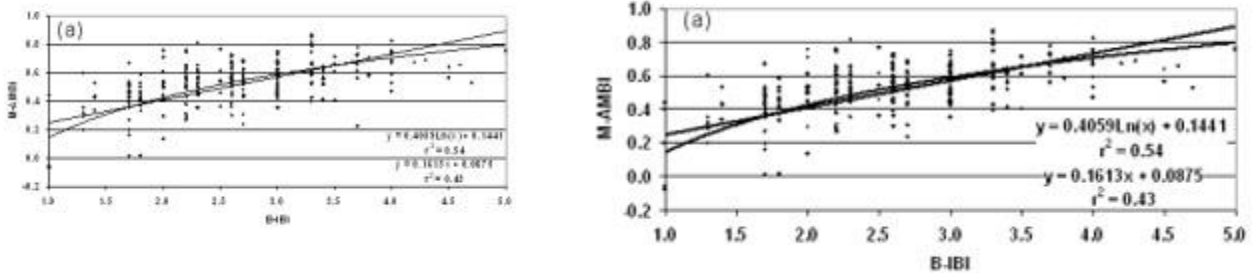 (a)
1.0
0.8
0.6
0.4
0.2
0.0
-0.2
y = 0.4059Ln(x) + 0.1441
r² = 0.54
y = 0.1613x + 0.0875
r² = 0.43
1.0 1.5 2.0 2.5 3.0 3.5 4.0 4.5 5.0
B-IBI
(a)
M-AMBI
1.0
0.8
0.6
0.4
0.2
0.0
-0.2
y = 0.4059Ln(x) + 0.1441
r² = 0.54
y = 0.1613x + 0.0875
r² = 0.43
1.0 1.5 2.0 2.5 3.0 3.5 4.0 4.5 5.0
B-IBI